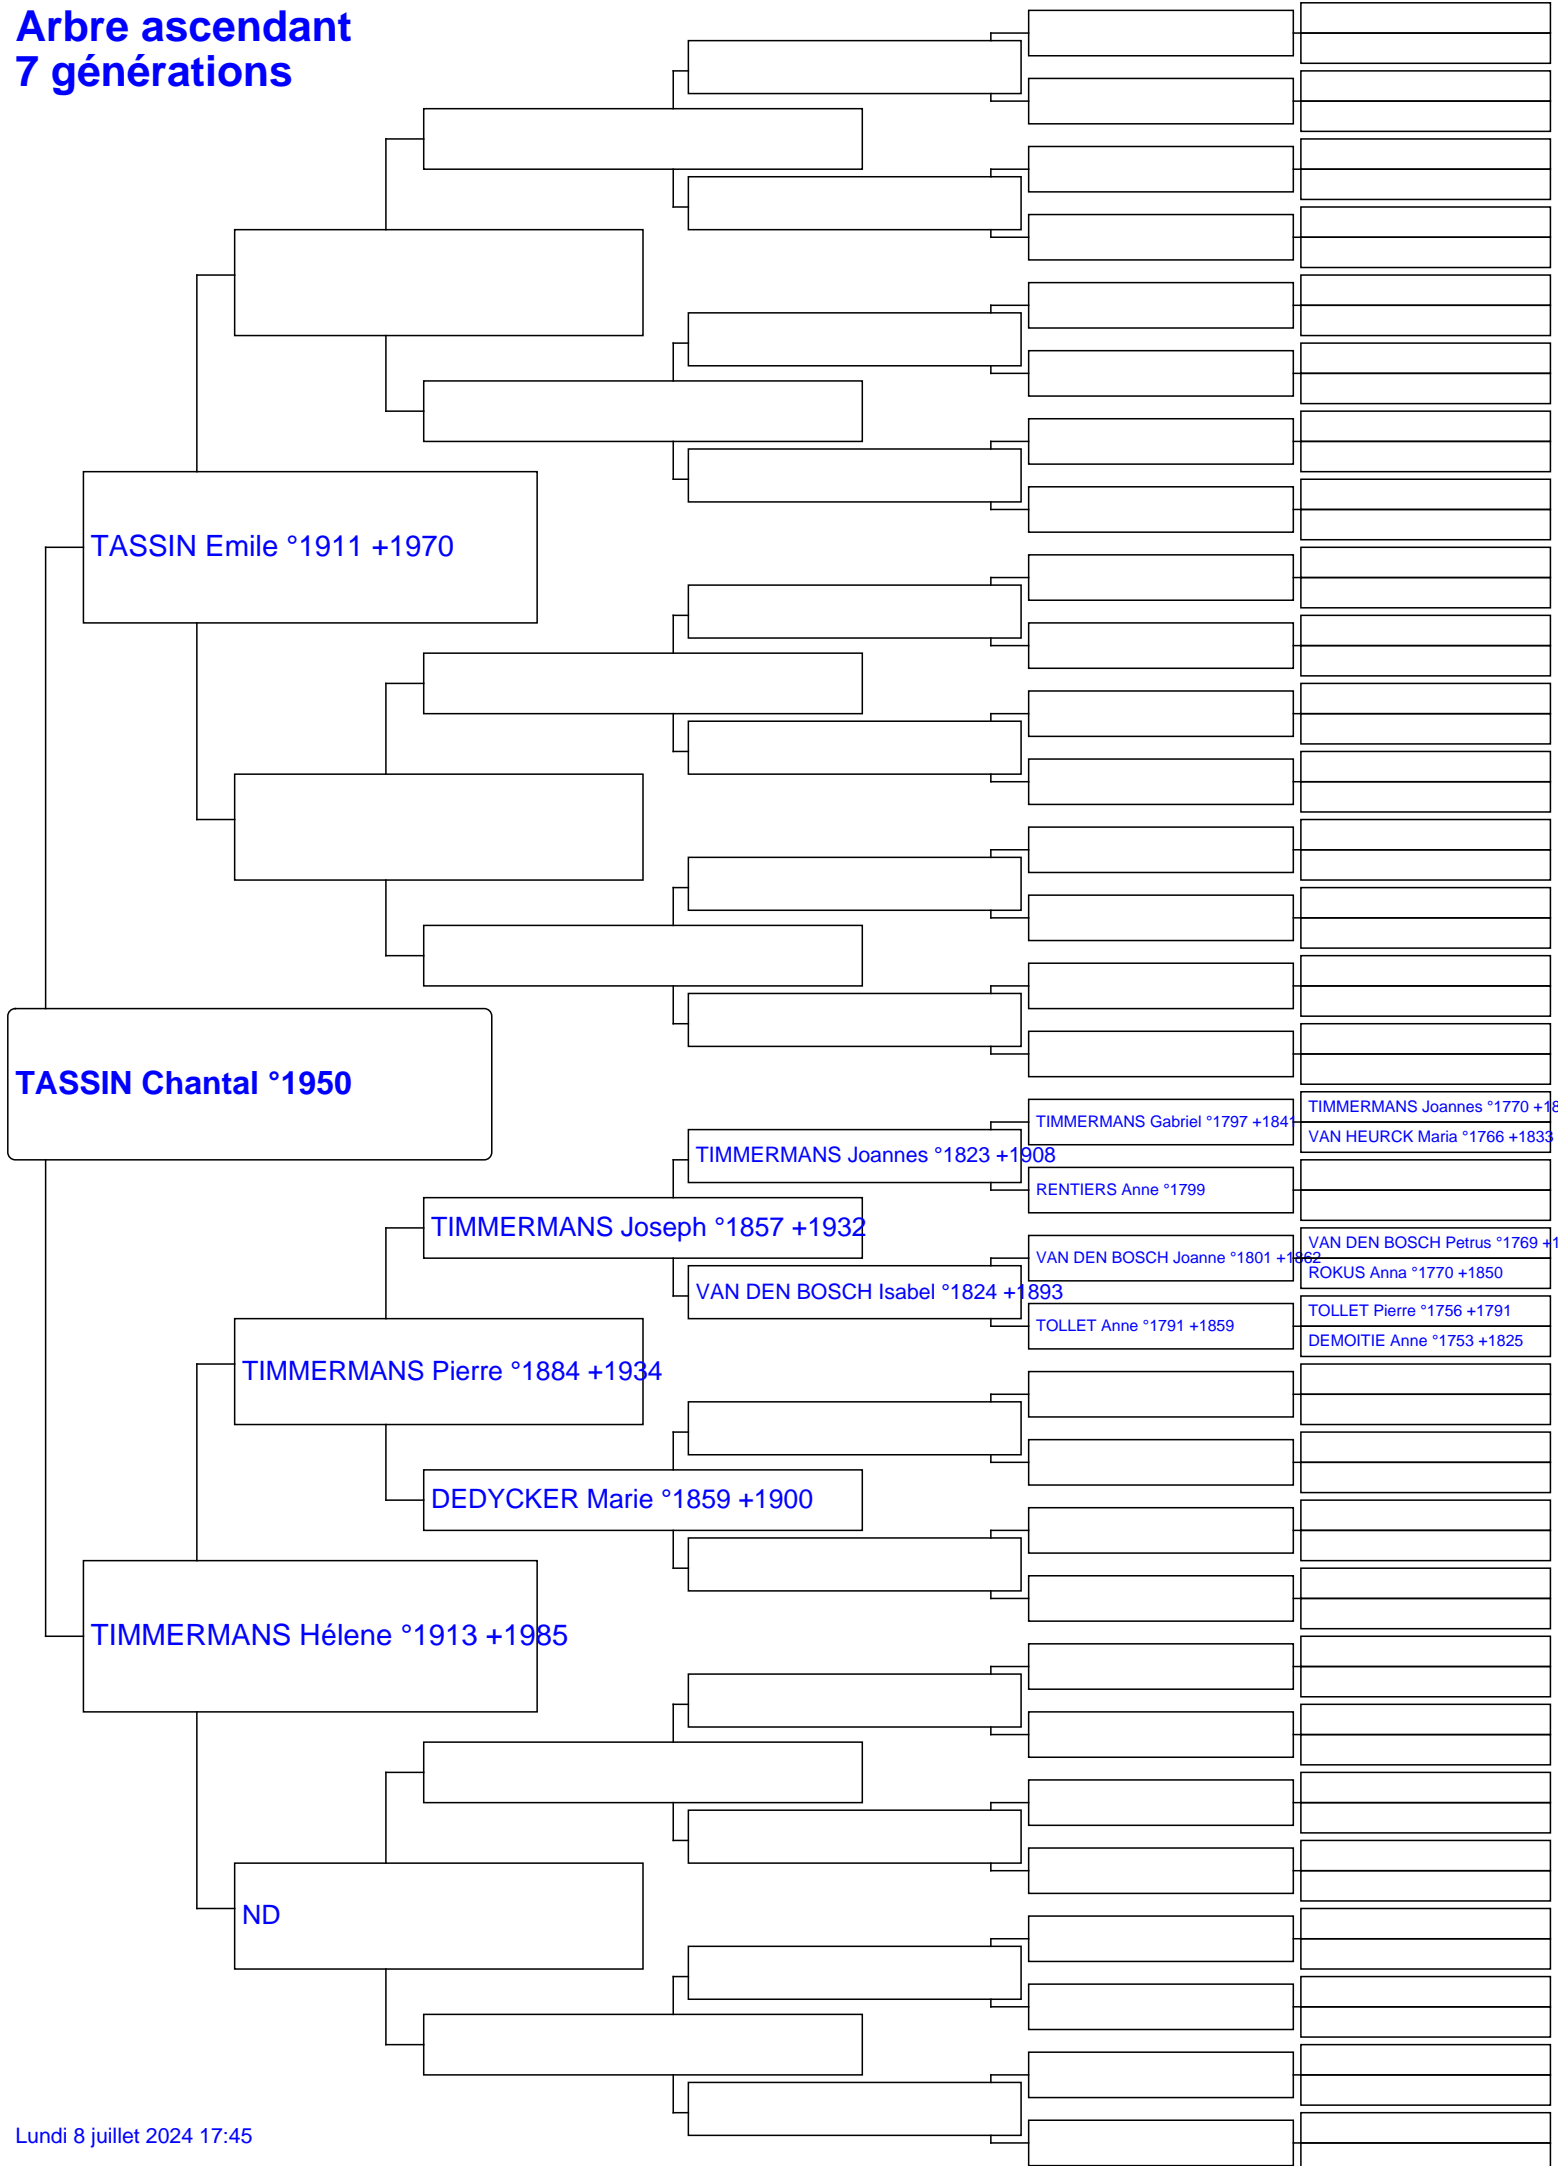 Arbre ascendant
7 générations
TASSIN Emile °1911 +1970
TASSIN Chantal °1950
TIMMERMANS Joannes °1770 +18
TIMMERMANS Gabriel °1797 +1841
VAN HEURCK Maria °1766 +1833
TIMMERMANS Joannes °1823 +1908
RENTIERS Anne °1799
TIMMERMANS Joseph °1857 +1932
VAN DEN BOSCH Petrus °1769 +1
VAN DEN BOSCH Joanne °1801 +1862
ROKUS Anna °1770 +1850
VAN DEN BOSCH Isabel °1824 +1893
TOLLET Pierre °1756 +1791
TOLLET Anne °1791 +1859
DEMOITIE Anne °1753 +1825
TIMMERMANS Pierre °1884 +1934
DEDYCKER Marie °1859 +1900
TIMMERMANS Hélene °1913 +1985
ND
Lundi 8 juillet 2024 17:45